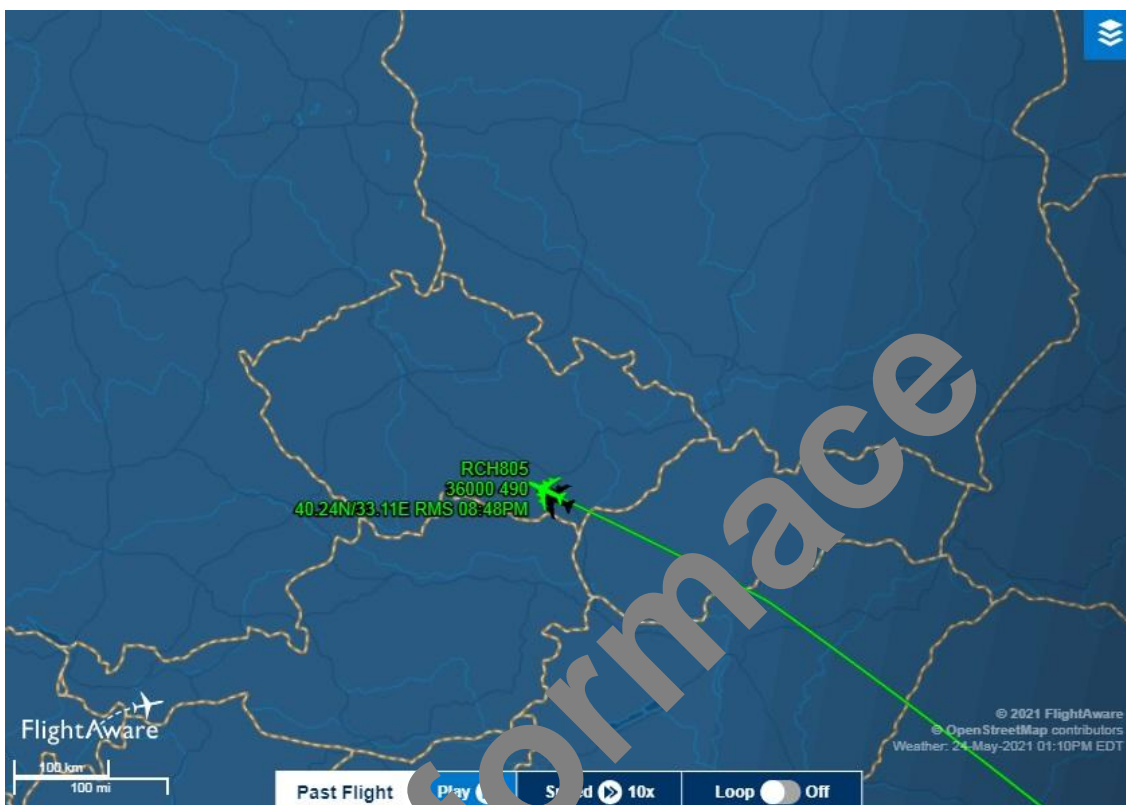 RCH805
36000 490
40.24N/33.11E RMS 08:48PM
FlightAware
100 km
100 mi
© 2021 FlightAware
© OpenStreetMap contributors
Weather: 24-May-2021 01:10PM EDT
Past Flight Play 10x Loop Off
ormace